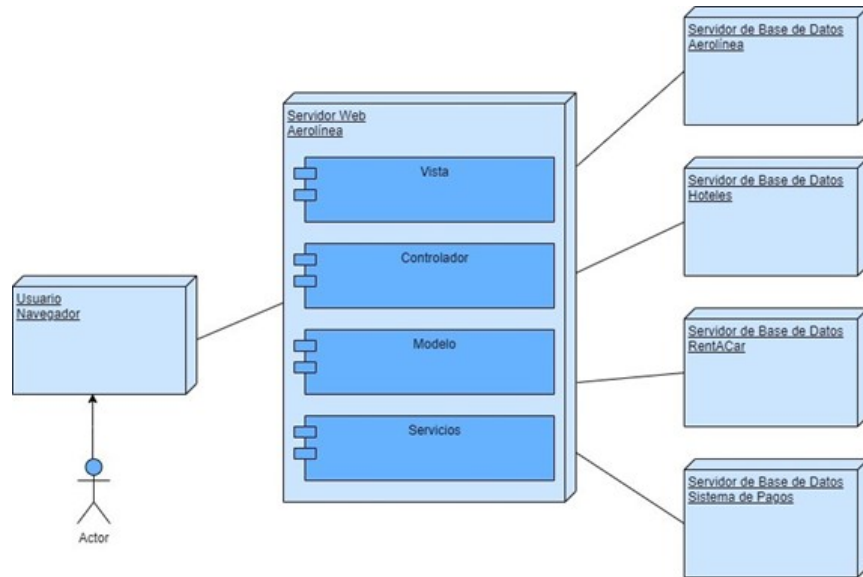 Usuario
Navegador
Actor
Servidor Web
Aerolínea
Vista
Controlador
Modelo
Servicios
Servidor de Base de Datos
Aerolínea
Servidor de Base de Datos
Hoteles
Servidor de Base de Datos
RentACar
Servidor de Base de Datos
Sistema de Pagos